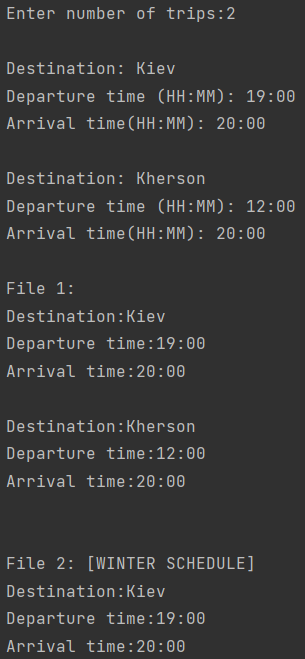 Enter number of trips:2
Destination: Kiev
Departure time (HH:MM): 19:00
Arrival time(HH:MM): 20:00
Destination: Kherson
Departure time (HH:MM): 12:00
Arrival time(HH:MM): 20:00
File 1:
Destination:Kiev
Departure time:19:00
Arrival time:20:00
Destination:Kherson
Departure time:12:00
Arrival time:20:00
File 2: [WINTER SCHEDULE]
Destination:Kiev
Departure time:19:00
Arrival time:20:00